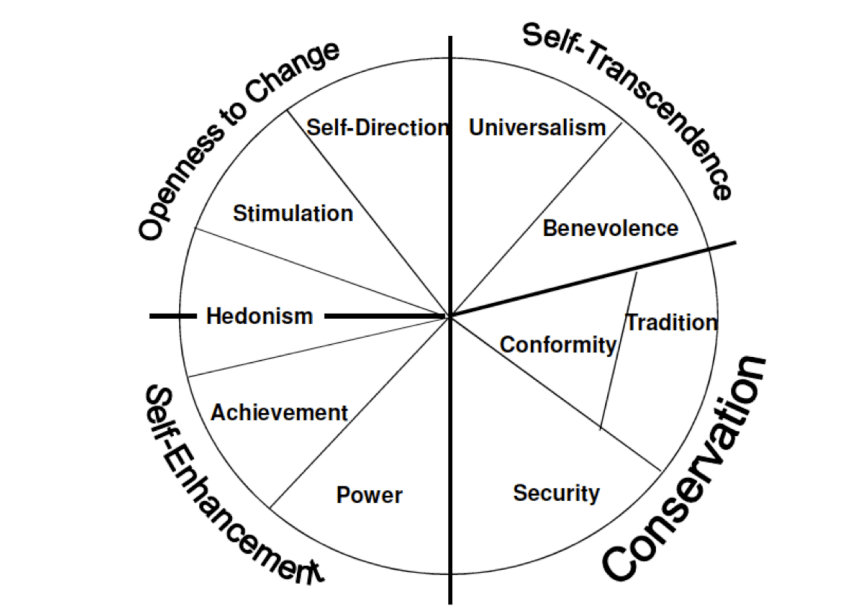 Openness to Change
Self-Transcendence
Self-Direction
Universalism
Stimulation
Benevolence
Hedonism
Tradition
Conformity
Achievement
Power
Security
Self-Enhancement
Conservation